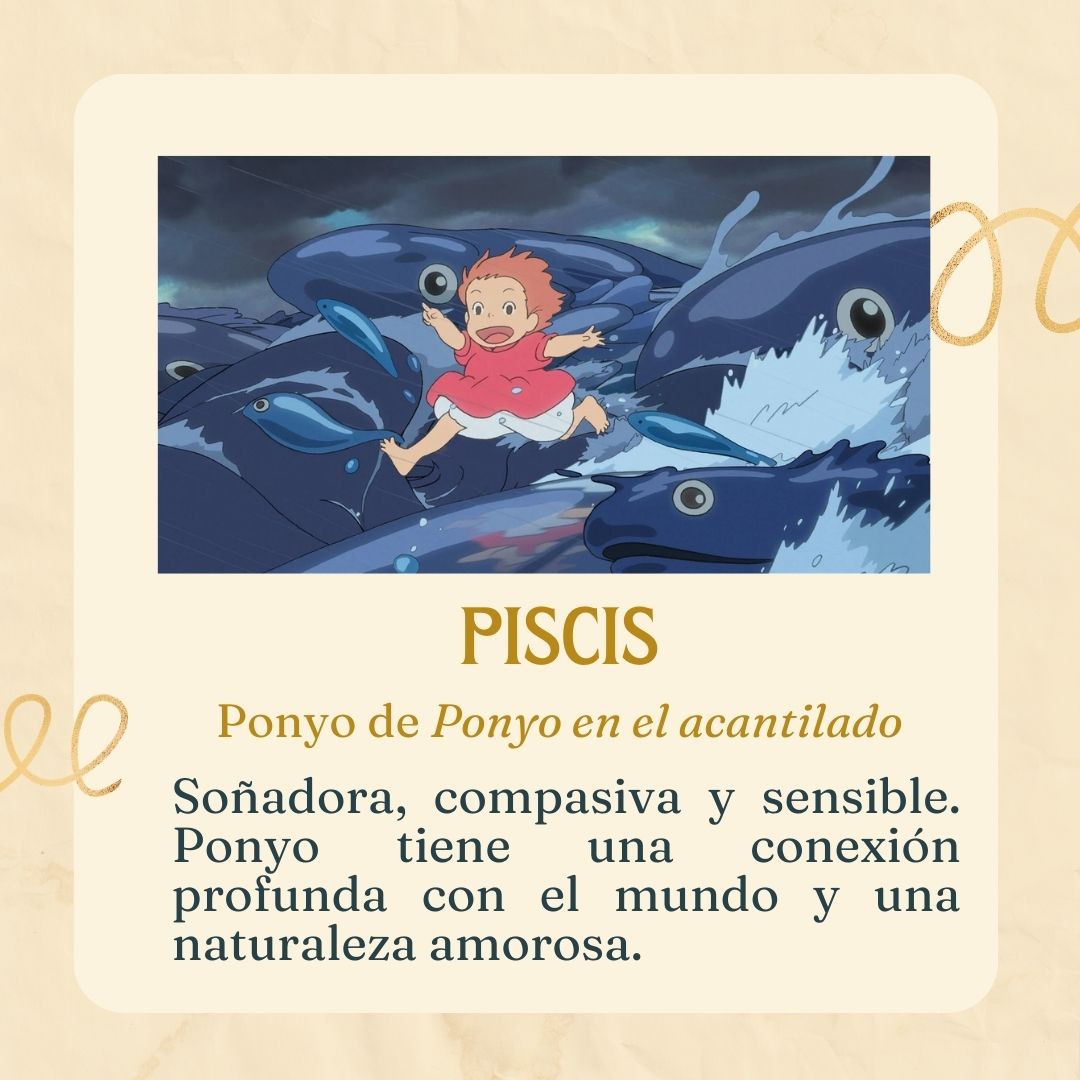 PISCIS
Ponyo de Ponyo en el acantilado
Soñadora, compasiva y sensible.
Ponyo tiene una conexión
profunda con el mundo y una
naturaleza amorosa.